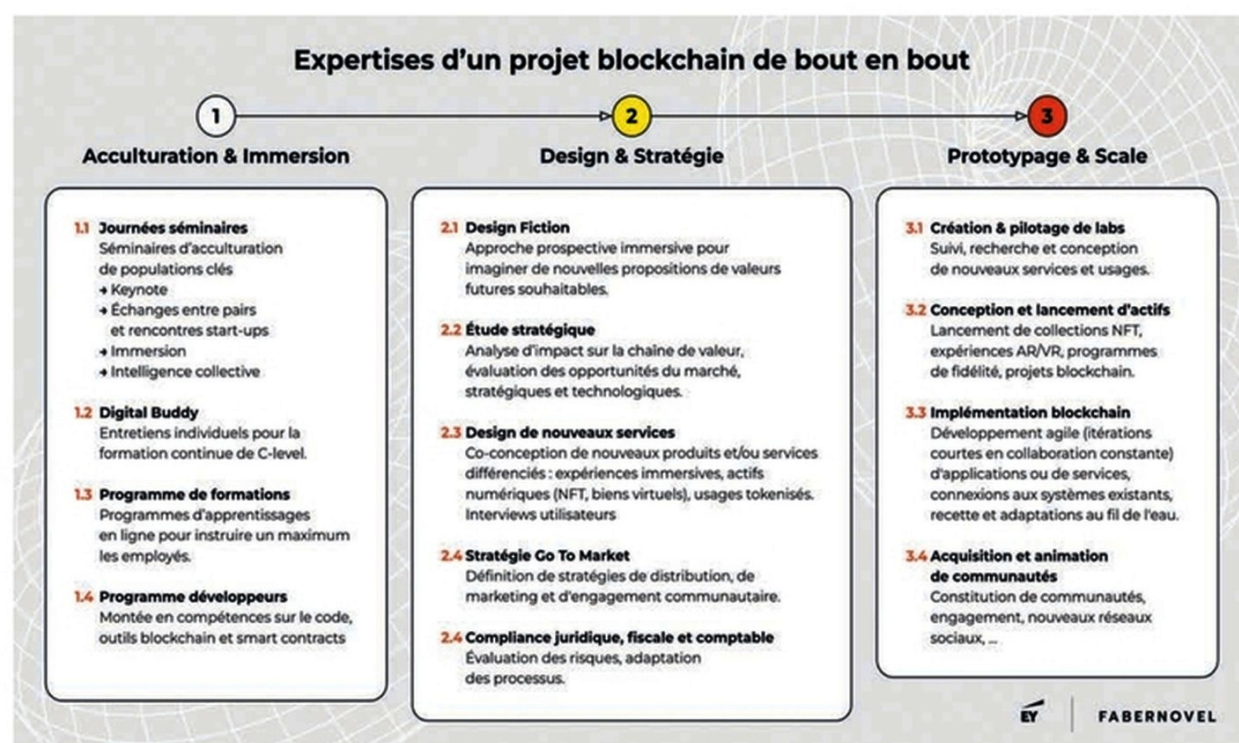 Expertises d'un projet blockchain de bout en bout
1
2
3
Acculturation & Immersion
Design & Stratégie
Prototypage & Scale
1.1 Journées séminaires
Séminaires d'acculturation
de populations clés
→ Keynote
→ Échanges entre pairs
et rencontres start-ups
→ Immersion
→ Intelligence collective
1.2 Digital Buddy
Entretiens individuels pour la
formation continue de C-level.
1.3 Programme de formations
Programmes d'apprentissages
en ligne pour instruire un maximum
les employés.
1.4 Programme développeurs
Montée en compétences sur le code,
outils blockchain et smart contracts
2.1 Design Fiction
Approche prospective immersive pour
imaginer de nouvelles propositions de valeurs
futures souhaitables.
2.2 Étude stratégique
Analyse d'impact sur la chaîne de valeur,
évaluation des opportunités du marché,
stratégiques et technologiques.
2.3 Design de nouveaux services
Co-conception de nouveaux produits et/ou services
différenciés : expériences immersives, actifs
numériques (NFT, biens virtuels), usages tokenisés.
Interviews utilisateurs
2.4 Stratégie Go To Market
Définition de stratégies de distribution, de
marketing et d'engagement communautaire.
2.4 Compliance juridique, fiscale et comptable
Évaluation des risques, adaptation
des processus.
3.1 Création & pilotage de labs
Suivi, recherche et conception
de nouveaux services et usages.
3.2 Conception et lancement d'actifs
Lancement de collections NFT,
expériences AR/VR, programmes
de fidélité, projets blockchain.
3.3 Implémentation blockchain
Développement agile (itérations
courtes en collaboration constante)
d'applications ou de services,
connexions aux systèmes existants,
recette et adaptations au fil de l'eau.
3.4 Acquisition et animation
de communautés
Constitution de communautés,
engagement, nouveaux réseaux
sociaux, ...
EY
FABERNOVEL